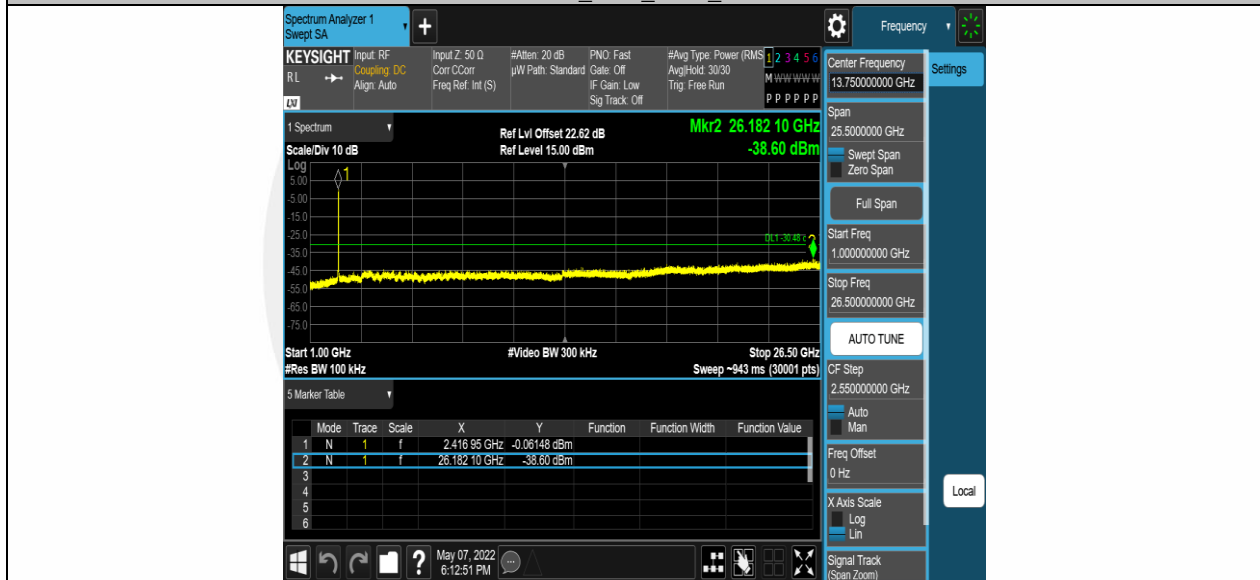 Spectrum Analyzer 1
Swept SA
+
Frequency
KEYSIGHT
RL
LXI
Input: RF
Coupling: DC
Align: Auto
Input Z: 50 Ω
Corr CCorr
Freq Ref: Int (S)
#Atten: 20 dB
µW Path: Standard
PNO: Fast
Gate: Off
IF Gain: Low
Sig Track: Off
#Avg Type: Power (RMS
Avg|Hold: 30/30
Trig: Free Run
1 2 3 4 5 6
M W W W W W
P P P P P P
1 Spectrum
Scale/Div 10 dB
Ref Lvl Offset 22.62 dB
Ref Level 15.00 dBm
Mkr2 26.182 10 GHz
-38.60 dBm
Log
5.00
-5.00
-15.0
-25.0
-35.0
-45.0
-55.0
-65.0
-75.0
1
DL1 -30.48 c
2
Start 1.00 GHz
#Video BW 300 kHz
Stop 26.50 GHz
#Res BW 100 kHz
Sweep ~943 ms (30001 pts)
5 Marker Table
Mode Trace Scale X Y Function Function Width Function Value
1 N 1 f 2.416 95 GHz -0.06148 dBm
2 N 1 f 26.182 10 GHz -38.60 dBm
3
4
5
6
?
May 07, 2022
6:12:51 PM
Center Frequency
13.750000000 GHz
Settings
Span
25.5000000 GHz
Swept Span
Zero Span
Full Span
Start Freq
1.000000000 GHz
Stop Freq
26.500000000 GHz
AUTO TUNE
CF Step
2.550000000 GHz
Auto
Man
Freq Offset
0 Hz
X Axis Scale
Log
Lin
Signal Track
(Span Zoom)
Local